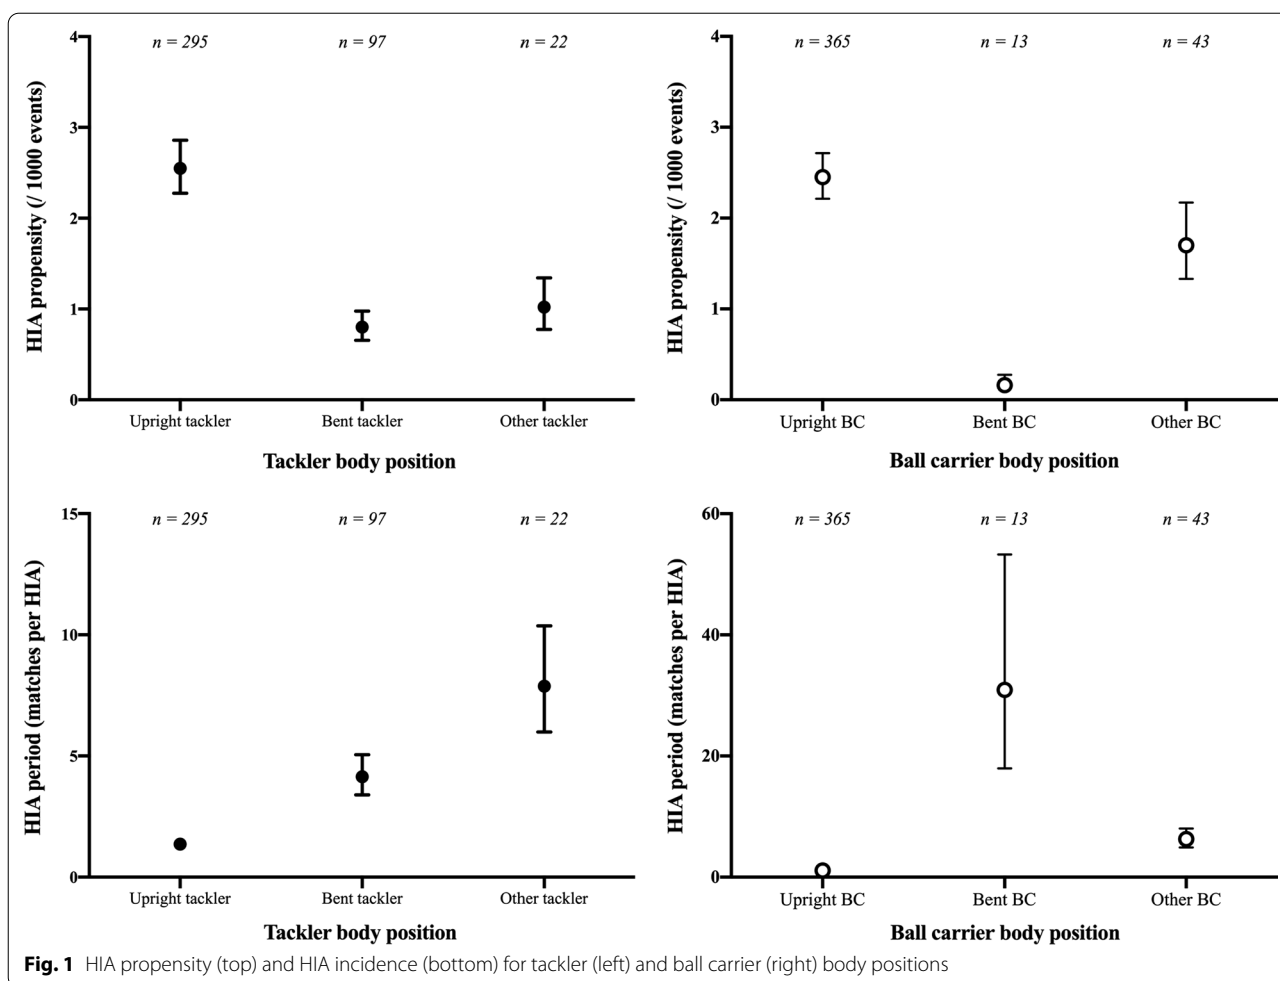 n = 295
n = 97
n = 22
4
3
2
1
0
HIA propensity (/ 1000 events)
Upright tackler
Bent tackler
Other tackler
Tackler body position
n = 365
n = 13
n = 43
4
3
2
1
0
HIA propensity (/ 1000 events)
Upright BC
Bent BC
Other BC
Ball carrier body position
n = 295
n = 97
n = 22
15
10
5
0
HIA period (matches per HIA)
Upright tackler
Bent tackler
Other tackler
Tackler body position
n = 365
n = 13
n = 43
60
40
20
0
HIA period (matches per HIA)
Upright BC
Bent BC
Other BC
Ball carrier body position
Fig. 1 HIA propensity (top) and HIA incidence (bottom) for tackler (left) and ball carrier (right) body positions